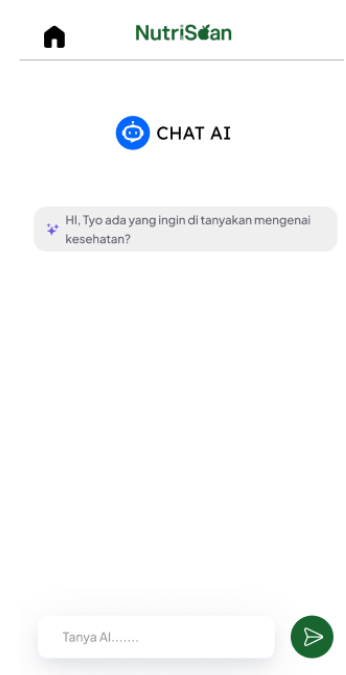 NutriScan
CHAT AI
HI, Tyo ada yang ingin di tanyakan mengenai
kesehatan?
Tanya AI.......